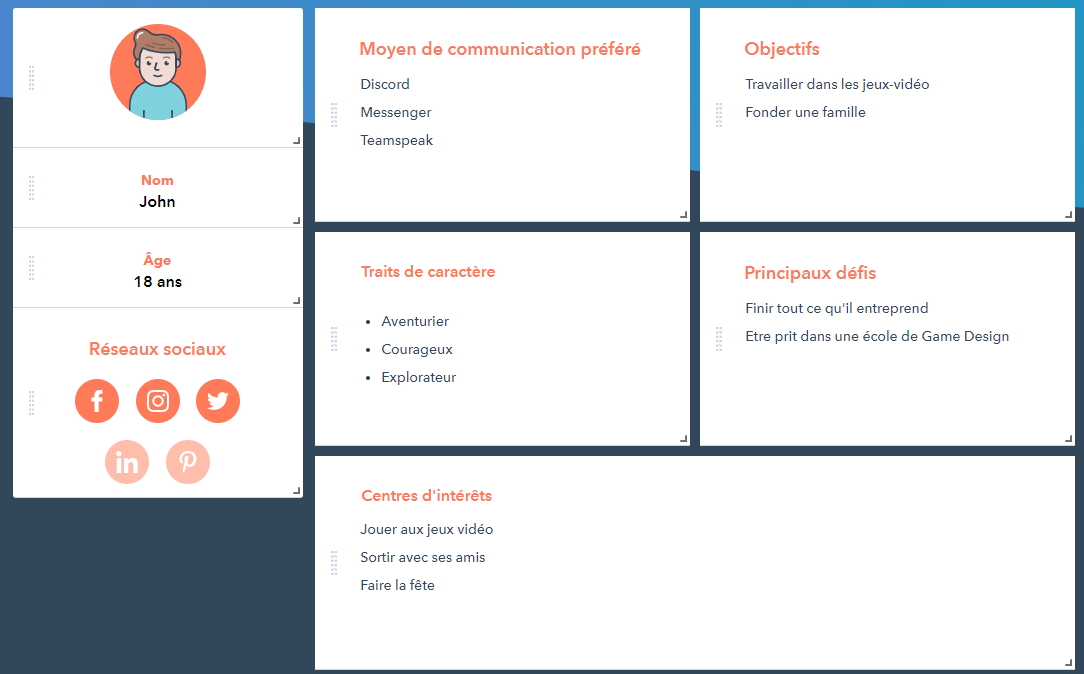 Nom
John
Âge
18 ans
Réseaux sociaux
Moyen de communication préféré
Discord
Messenger
Teamspeak
Objectifs
Travailler dans les jeux-vidéo
Fonder une famille
Traits de caractère
• Aventurier
• Courageux
• Explorateur
Principaux défis
Finir tout ce qu'il entreprend
Etre prit dans une école de Game Design
Centres d'intérêts
Jouer aux jeux vidéo
Sortir avec ses amis
Faire la fête